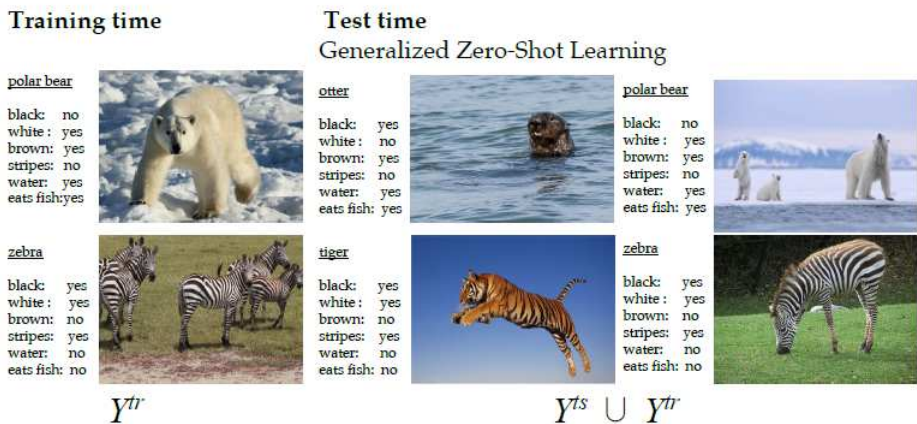 Training time
Test time
Generalized Zero-Shot Learning
polar bear
black: no
white : yes
brown: yes
stripes: no
water: yes
eats fish:yes
zebra
black: yes
white : yes
brown: no
stripes: yes
water: no
eats fish: no
otter
black: yes
white : no
brown: yes
stripes: no
water: yes
eats fish: yes
tiger
black: yes
white : yes
brown: no
stripes: yes
water: no
eats fish: no
polar bear
black: no
white : yes
brown: yes
stripes: no
water: yes
eats fish: yes
zebra
black: yes
white : yes
brown: no
stripes: yes
water: no
eats fish: no
Y^tr
Y^ts ∪ Y^tr